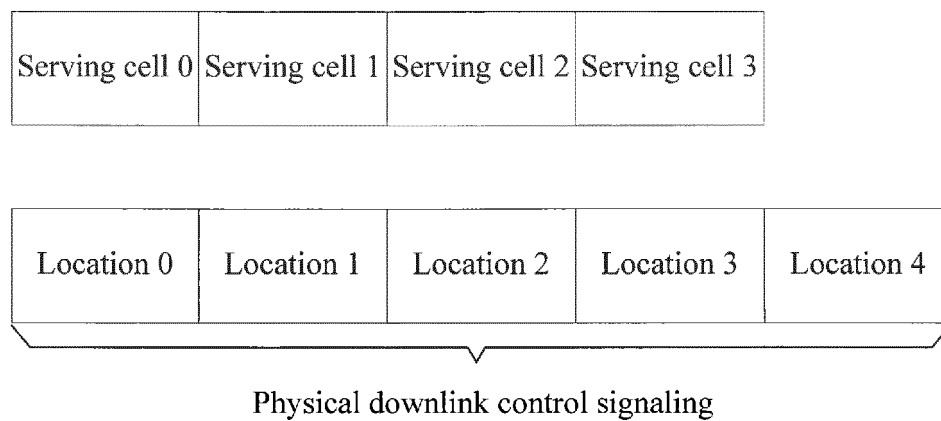 Serving cell 0 Serving cell 1 Serving cell 2 Serving cell 3
Location 0 Location 1 Location 2 Location 3 Location 4
Physical downlink control signaling